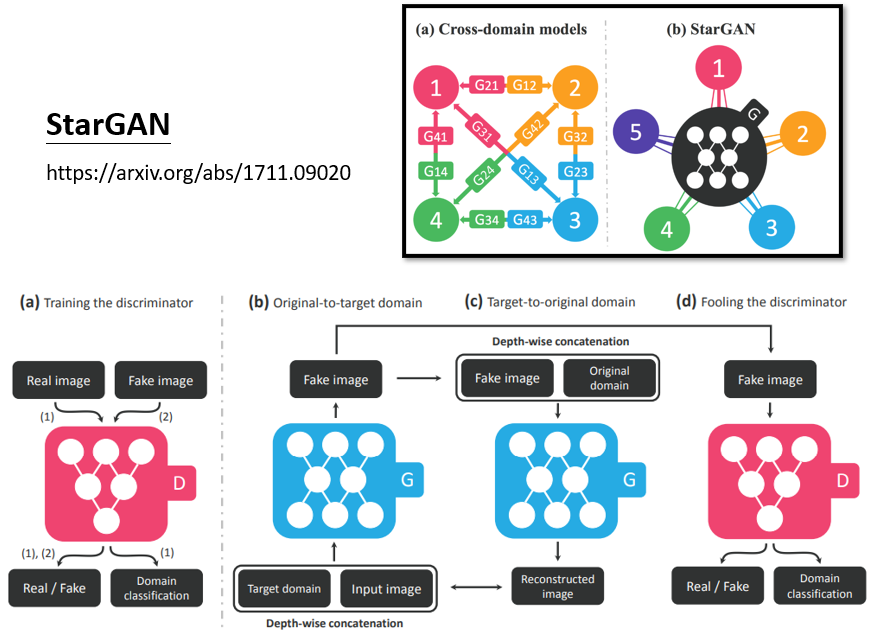 StarGAN
https://arxiv.org/abs/1711.09020
(a) Cross-domain models
1
G21
G12
2
G41
G31
G42
G32
G14
G24
G13
G23
4
G34
G43
3
(b) StarGAN
1
G
5
2
4
3
(a) Training the discriminator
Real image
Fake image
(1)
(2)
D
(1), (2)
(1)
Real / Fake
Domain
classification
(b) Original-to-target domain
Fake image
G
Target domain
Input image
Depth-wise concatenation
(c) Target-to-original domain
Depth-wise concatenation
Fake image
Original
domain
G
Reconstructed
image
(d) Fooling the discriminator
Fake image
D
Real / Fake
Domain
classification